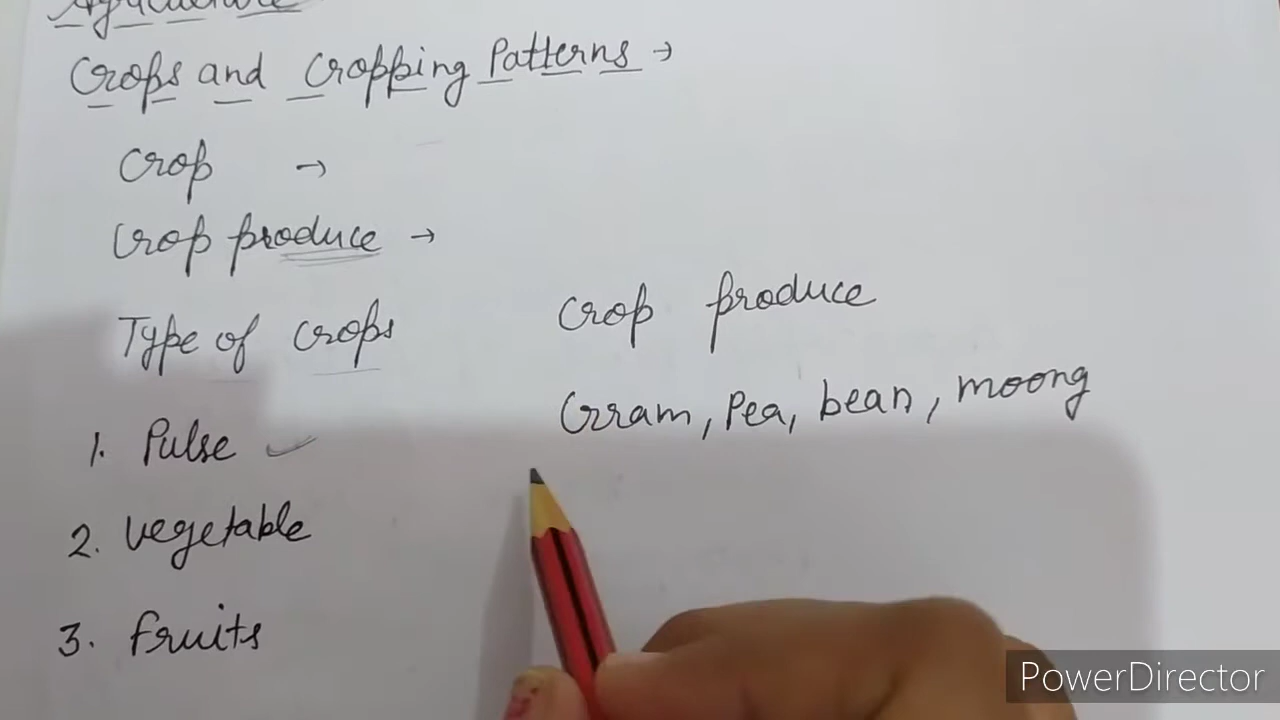 Agriculture
Crops and Cropping Patterns →
Crop →
Crop produce →
Type of crops
Crop produce
1. Pulse ✓
Gram, Pea, bean, moong
2. vegetable
3. fruits
PowerDirector